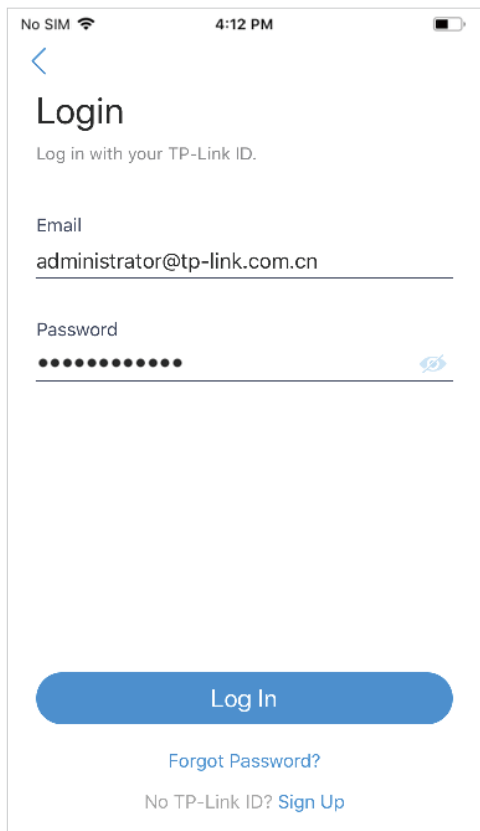 No SIM 4:12 PM
Login
Log in with your TP-Link ID.
Email
administrator@tp-link.com.cn
Password
••••••••••••
Log In
Forgot Password?
No TP-Link ID? Sign Up